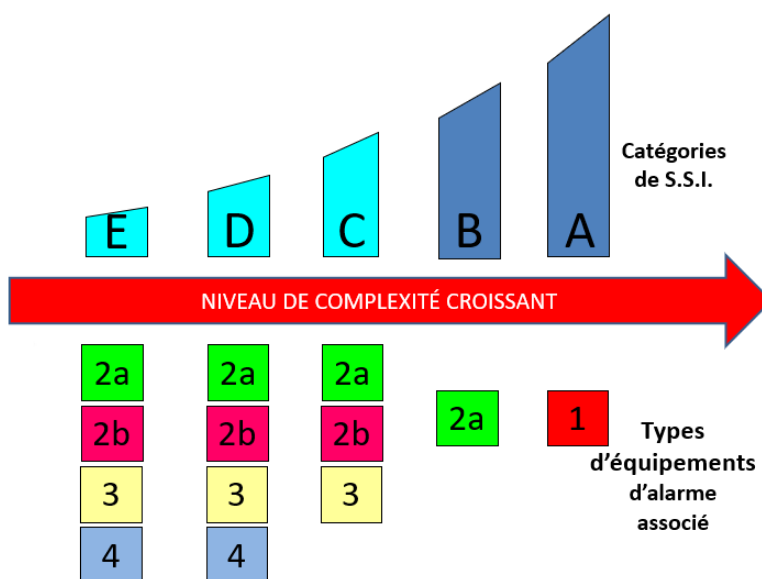 Catégories
de S.S.I.
E D C B A
NIVEAU DE COMPLEXITÉ CROISSANT
2a 2a 2a
2b 2b 2b 2a 1
3 3 3
4 4
Types
d'équipements
d'alarme
associé